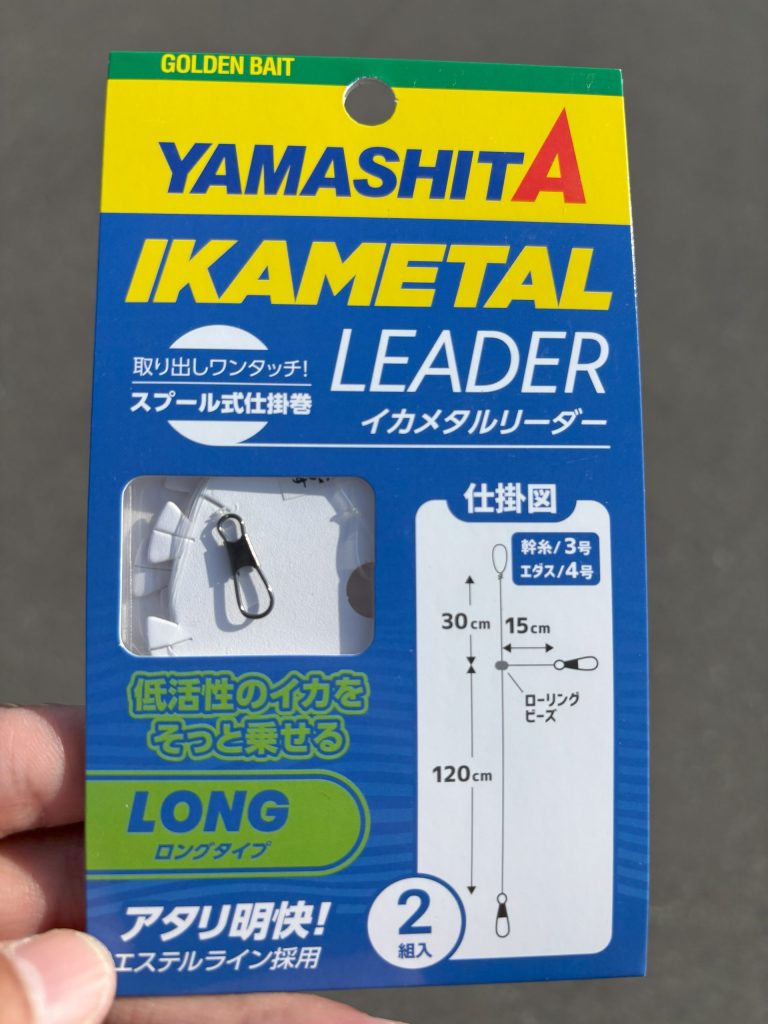 GOLDEN BAIT
YAMASHITA
IKAMETAL
LEADER
イカメタルリーダー
取り出しワンタッチ!
スプール式仕掛巻
仕掛図
幹糸/3号
エダス/4号
30cm
15cm
ローリング
ビーズ
120cm
低活性のイカを
そっと乗せる
LONG
ロングタイプ
アタリ明快!
エステルライン採用
2
組入